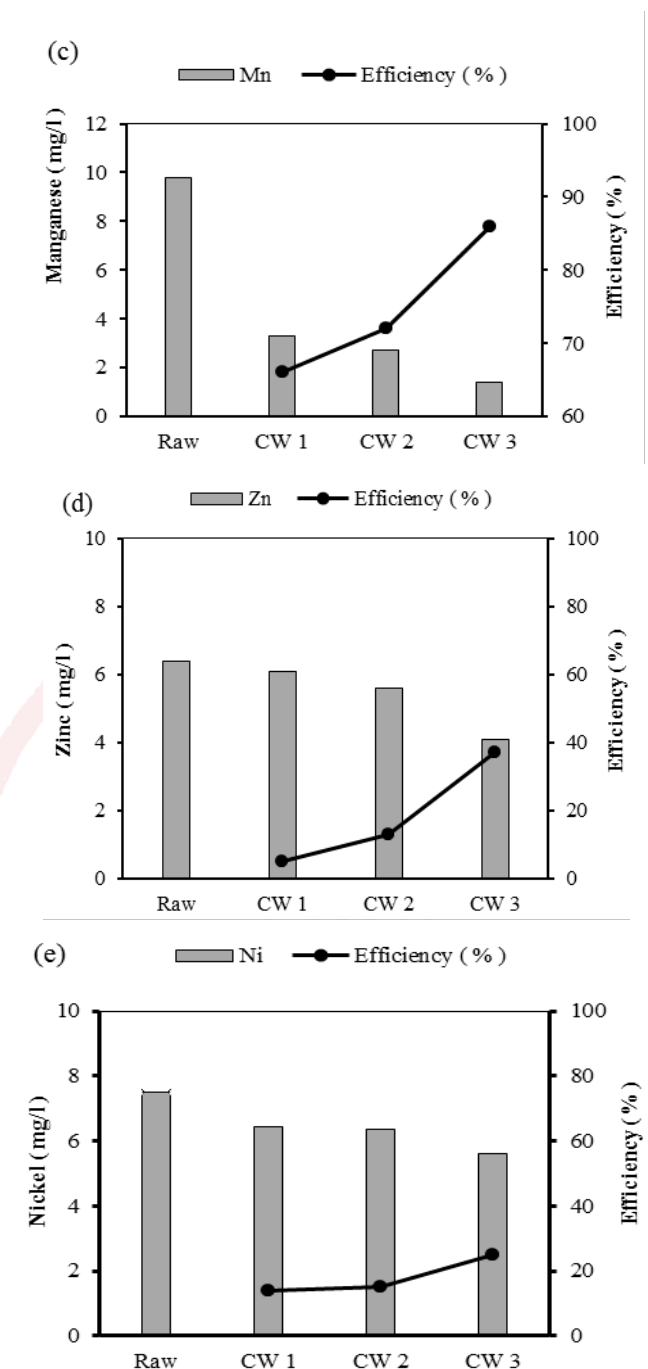 (c)
Mn Efficiency ( % )
Manganese ( mg/l )
12
10
8
6
4
2
0
100
90
80
70
60
Efficiency ( % )
Raw CW 1 CW 2 CW 3
(d)
Zn Efficiency ( % )
Zinc ( mg/l )
10
8
6
4
2
0
100
80
60
40
20
0
Efficiency ( % )
Raw CW 1 CW 2 CW 3
(e)
Ni Efficiency ( % )
Nickel ( mg/l )
10
8
6
4
2
0
100
80
60
40
20
0
Efficiency ( % )
Raw CW 1 CW 2 CW 3